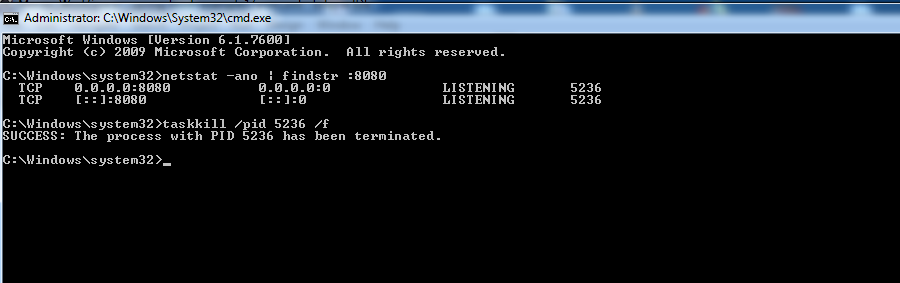 Administrator: C:\Windows\System32\cmd.exe
Microsoft Windows [Version 6.1.7600]
Copyright (c) 2009 Microsoft Corporation.  All rights reserved.
C:\Windows\system32>netstat -ano | findstr :8080
  TCP    0.0.0.0:8080           0.0.0.0:0              LISTENING       5236
  TCP    [::]:8080              [::]:0                 LISTENING       5236
C:\Windows\system32>taskkill /pid 5236 /f
SUCCESS: The process with PID 5236 has been terminated.
C:\Windows\system32>_